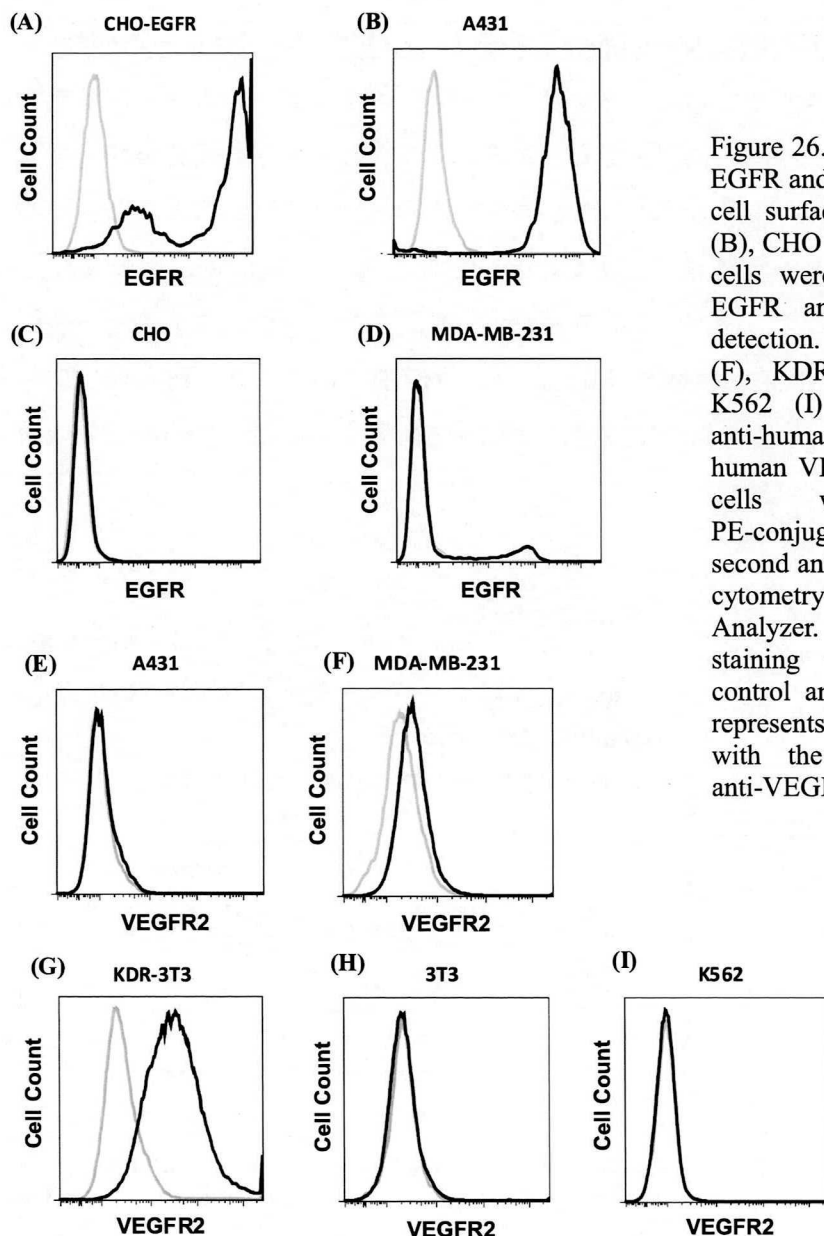 (A) CHO-EGFR
Cell Count
EGFR
(B) A431
Cell Count
EGFR
(C) CHO
Cell Count
EGFR
(D) MDA-MB-231
Cell Count
EGFR
(E) A431
Cell Count
VEGFR2
(F) MDA-MB-231
Cell Count
VEGFR2
(G) KDR-3T3
Cell Count
VEGFR2
(H) 3T3
Cell Count
VEGFR2
(I) K562
Cell Count
VEGFR2
Figure 26.
EGFR and
cell surfac
(B), CHO
cells were
EGFR an
detection.
(F), KDR
K562 (I)
anti-human
human VE
cells w
PE-conjug
second an
cytometry
Analyzer.
staining
control an
represents
with the
anti-VEGF